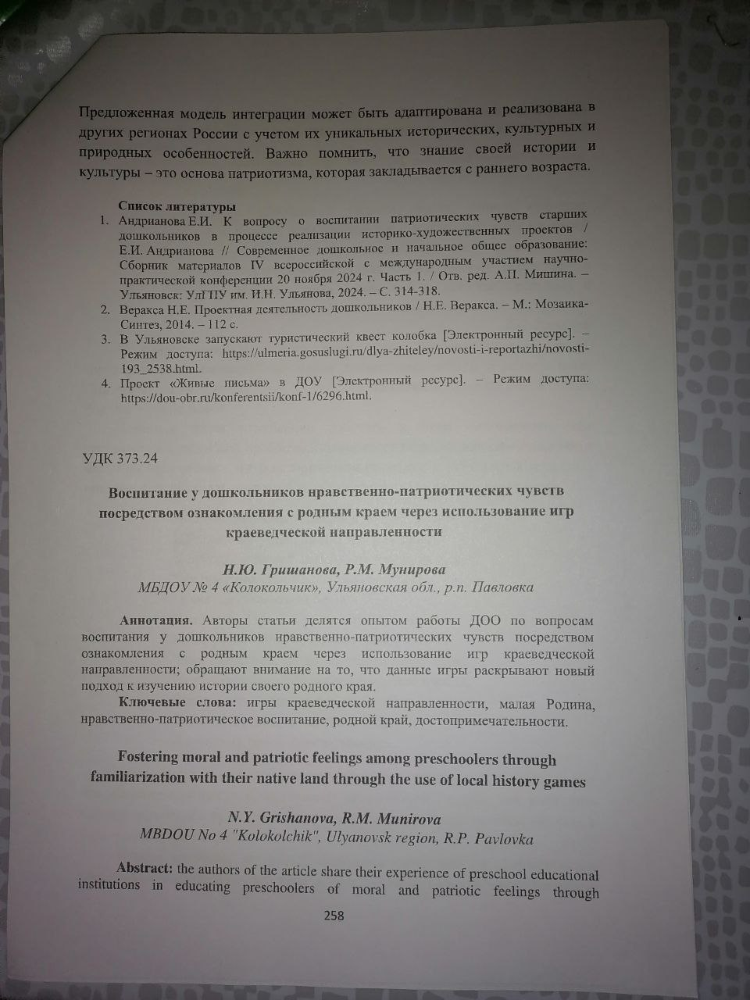 Предложенная модель интеграции может быть адаптирована и реализована в
других регионах России с учетом их уникальных исторических, культурных и
природных особенностей. Важно помнить, что знание своей истории и
культуры – это основа патриотизма, которая закладывается с раннего возраста.
Список литературы
1. Андрианова Е.И. К вопросу о воспитании патриотических чувств старших
дошкольников в процессе реализации историко-художественных проектов /
Е.И. Андрианова // Современное дошкольное и начальное общее образование:
Сборник материалов IV всероссийской с международным участием научно-
практической конференции 20 ноября 2024 г. Часть 1. / Отв. ред. А.П. Мишина. –
Ульяновск: УлГПУ им. И.Н. Ульянова, 2024. – С. 314-318.
2. Веракса Н.Е. Проектная деятельность дошкольников / Н.Е. Веракса. – М.: Мозаика-
Синтез, 2014. – 112 с.
3. В Ульяновске запускают туристический квест колобка [Электронный ресурс]. –
Режим доступа: https://ulmeria.gosuslugi.ru/dlya-zhiteley/novosti-i-reportazhi/novosti-
193_2538.html.
4. Проект «Живые письма» в ДОУ [Электронный ресурс]. – Режим доступа:
https://dou-obr.ru/konferentsii/konf-1/6296.html.
УДК 373.24
Воспитание у дошкольников нравственно-патриотических чувств
посредством ознакомления с родным краем через использование игр
краеведческой направленности
Н.Ю. Гришанова, Р.М. Мунирова
МБДОУ № 4 «Колокольчик», Ульяновская обл., р.п. Павловка
Аннотация. Авторы статьи делятся опытом работы ДОО по вопросам
воспитания у дошкольников нравственно-патриотических чувств посредством
ознакомления с родным краем через использование игр краеведческой
направленности; обращают внимание на то, что данные игры раскрывают новый
подход к изучению истории своего родного края.
Ключевые слова: игры краеведческой направленности, малая Родина,
нравственно-патриотическое воспитание, родной край, достопримечательности.
Fostering moral and patriotic feelings among preschoolers through
familiarization with their native land through the use of local history games
N.Y. Grishanova, R.M. Munirova
MBDOU No 4 "Kolokolchik", Ulyanovsk region, R.P. Pavlovka
Abstract: the authors of the article share their experience of preschool educational
institutions in educating preschoolers of moral and patriotic feelings through
258